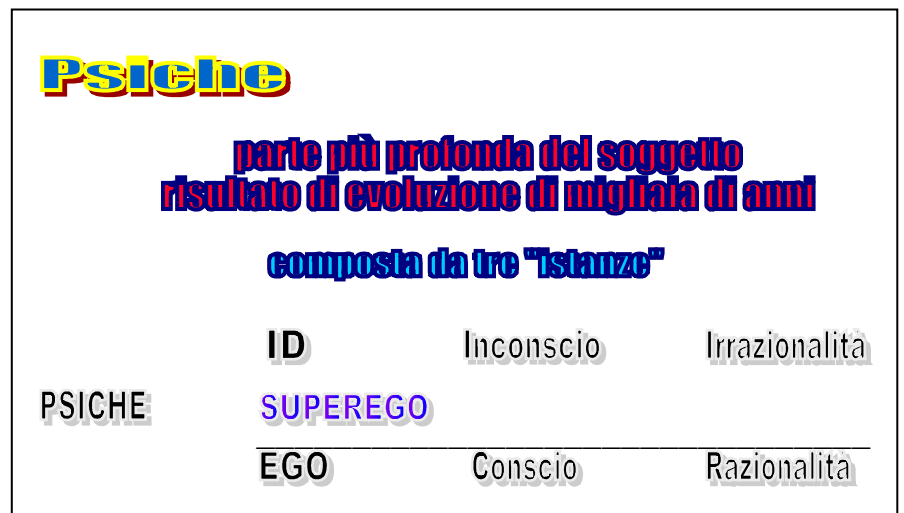 Psiche
parte più profonda del soggetto
risultato di evoluzione di migliaia di anni
composta da tre "istanze"
ID Inconscio Irrazionalità
PSICHE SUPEREGO
EGO Conscio Razionalità